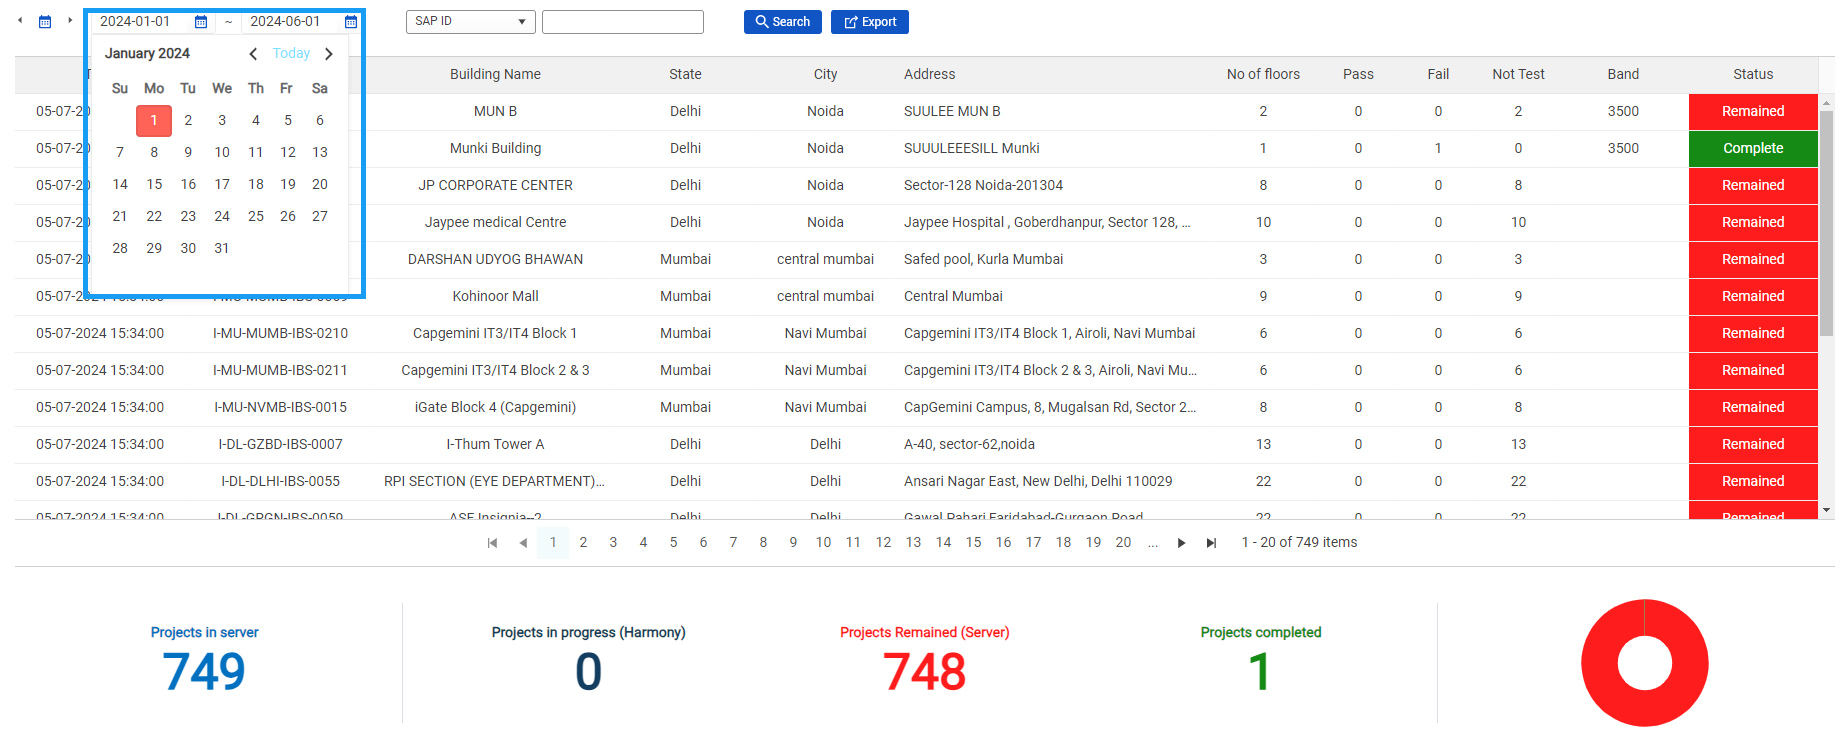 2024-01-01 ~ 2024-06-01 SAP ID Search Export
January 2024 Today
Su Mo Tu We Th Fr Sa
1 2 3 4 5 6
7 8 9 10 11 12 13
14 15 16 17 18 19 20
21 22 23 24 25 26 27
28 29 30 31
Building Name State City Address No of floors Pass Fail Not Test Band Status
05-07-20 MUN B Delhi Noida SUULEE MUN B 2 0 0 2 3500 Remained
05-07-20 Munki Building Delhi Noida SUUULEEESILL Munki 1 0 1 0 3500 Complete
05-07-20 JP CORPORATE CENTER Delhi Noida Sector-128 Noida-201304 8 0 0 8 Remained
05-07-20 Jaypee medical Centre Delhi Noida Jaypee Hospital , Goberdhanpur, Sector 128, ... 10 0 0 10 Remained
05-07-20 DARSHAN UDYOG BHAWAN Mumbai central mumbai Safed pool, Kurla Mumbai 3 0 0 3 Remained
Kohinoor Mall Mumbai central mumbai Central Mumbai 9 0 0 9 Remained
05-07-2024 15:34:00 I-MU-MUMB-IBS-0210 Capgemini IT3/IT4 Block 1 Mumbai Navi Mumbai Capgemini IT3/IT4 Block 1, Airoli, Navi Mumbai 6 0 0 6 Remained
05-07-2024 15:34:00 I-MU-MUMB-IBS-0211 Capgemini IT3/IT4 Block 2 & 3 Mumbai Navi Mumbai Capgemini IT3/IT4 Block 2 & 3, Airoli, Navi Mu... 6 0 0 6 Remained
05-07-2024 15:34:00 I-MU-NVMB-IBS-0015 iGate Block 4 (Capgemini) Mumbai Navi Mumbai CapGemini Campus, 8, Mugalsan Rd, Sector 2... 8 0 0 8 Remained
05-07-2024 15:34:00 I-DL-GZBD-IBS-0007 I-Thum Tower A Delhi Delhi A-40, sector-62,noida 13 0 0 13 Remained
05-07-2024 15:34:00 I-DL-DLHI-IBS-0055 RPI SECTION (EYE DEPARTMENT)... Delhi Delhi Ansari Nagar East, New Delhi, Delhi 110029 22 0 0 22 Remained
05-07-2024 15:34:00 I-DL-GRGN-IBS-0059 ASF Insignia--2 Delhi Delhi Gawal Pahari Faridabad-Gurgaon Road 22 0 0 22 Remained
1 2 3 4 5 6 7 8 9 10 11 12 13 14 15 16 17 18 19 20 ... 1 - 20 of 749 items
Projects in server Projects in progress (Harmony) Projects Remained (Server) Projects completed
749 0 748 1